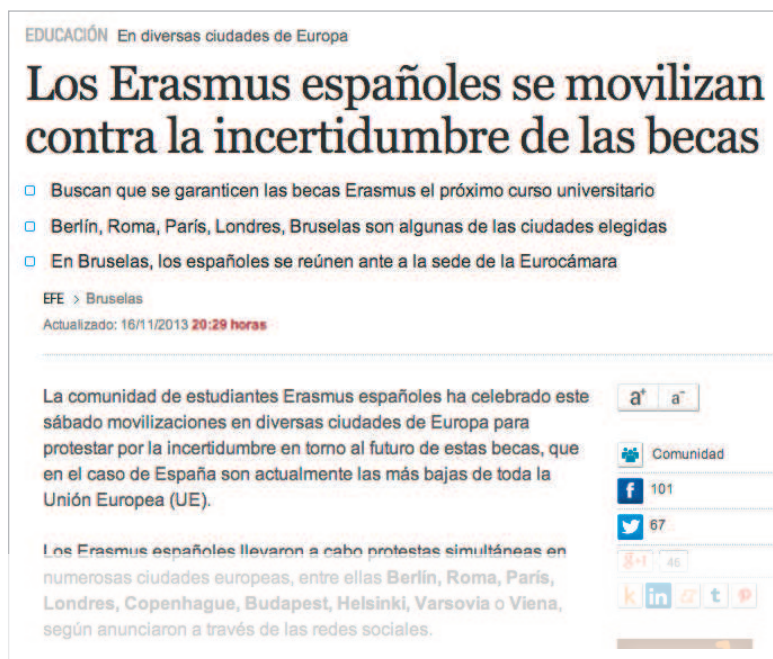 EDUCACIÓN En diversas ciudades de Europa
Los Erasmus españoles se movilizan
contra la incertidumbre de las becas
Buscan que se garanticen las becas Erasmus el próximo curso universitario
Berlín, Roma, París, Londres, Bruselas son algunas de las ciudades elegidas
En Bruselas, los españoles se reúnen ante a la sede de la Eurocámara
EFE > Bruselas
Actualizado: 16/11/2013 20:29 horas
La comunidad de estudiantes Erasmus españoles ha celebrado este
sábado movilizaciones en diversas ciudades de Europa para
protestar por la incertidumbre en torno al futuro de estas becas, que
en el caso de España son actualmente las más bajas de toda la
Unión Europea (UE).
Los Erasmus españoles llevaron a cabo protestas simultáneas en
numerosas ciudades europeas, entre ellas Berlín, Roma, París,
Londres, Copenhague, Budapest, Helsinki, Varsovia o Viena,
según anunciaron a través de las redes sociales.
a+ a-
Comunidad
f 101
67
g+1 46
k in t p